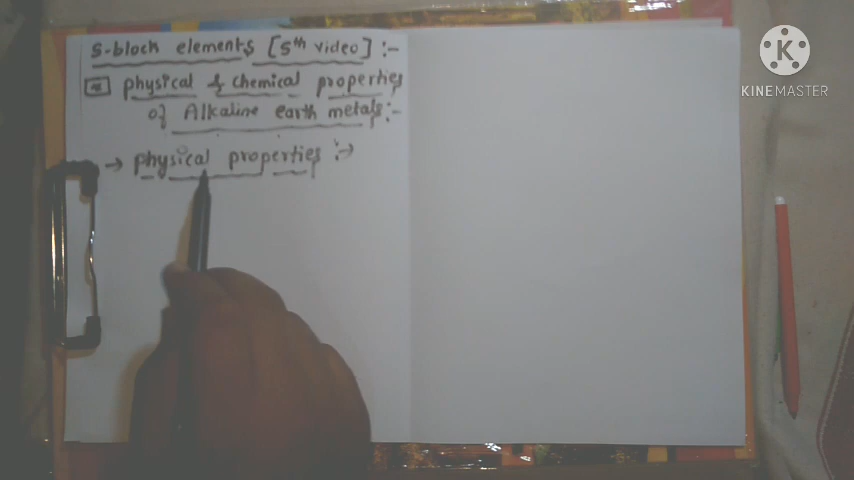 S-block elements [5th video] :-
physical & chemical properties
of Alkaline earth metals:-
→ physical properties :→
K
KINEMASTER